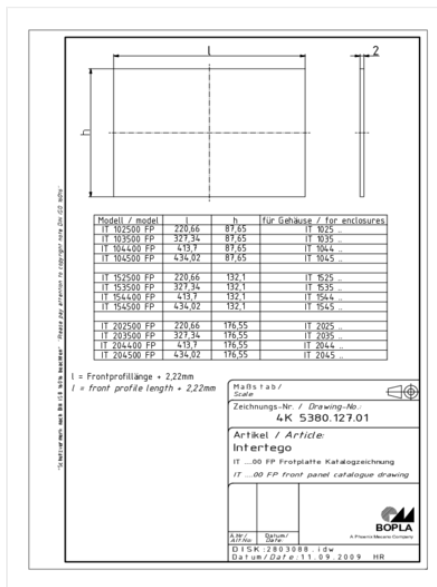 l
2
h
Modell / model l h für Gehäuse / for enclosures
IT 102500 FP 220,66 87,65 IT 1025 ..
IT 103500 FP 327,34 87,65 IT 1035 ..
IT 104400 FP 413,7 87,65 IT 1044 ..
IT 104500 FP 434,02 87,65 IT 1045 ..
IT 152500 FP 220,66 132,1 IT 1525 ..
IT 153500 FP 327,34 132,1 IT 1535 ..
IT 154400 FP 413,7 132,1 IT 1544 ..
IT 154500 FP 434,02 132,1 IT 1545 ..
IT 202500 FP 220,66 176,55 IT 2025 ..
IT 203500 FP 327,34 176,55 IT 2035 ..
IT 204400 FP 413,7 176,55 IT 2044 ..
IT 204500 FP 434,02 176,55 IT 2045 ..
l = Frontprofillänge + 2,22mm
l = front profile length + 2,22mm
Maßstab/
Scale:
Zeichnungs-Nr. / Drawing-No.:
4K 5380.127.01
Artikel / Article:
Intertego
IT ...00 FP Frotplatte Katalogzeichnung
IT ...00 FP front panel catalogue drawing
BOPLA
A Phoenix Mecano Company
Ä.Nr./ Datum/
Alt.No. Date:
DISK:2803088.idw
Datum/Date:11.09.2009 HR